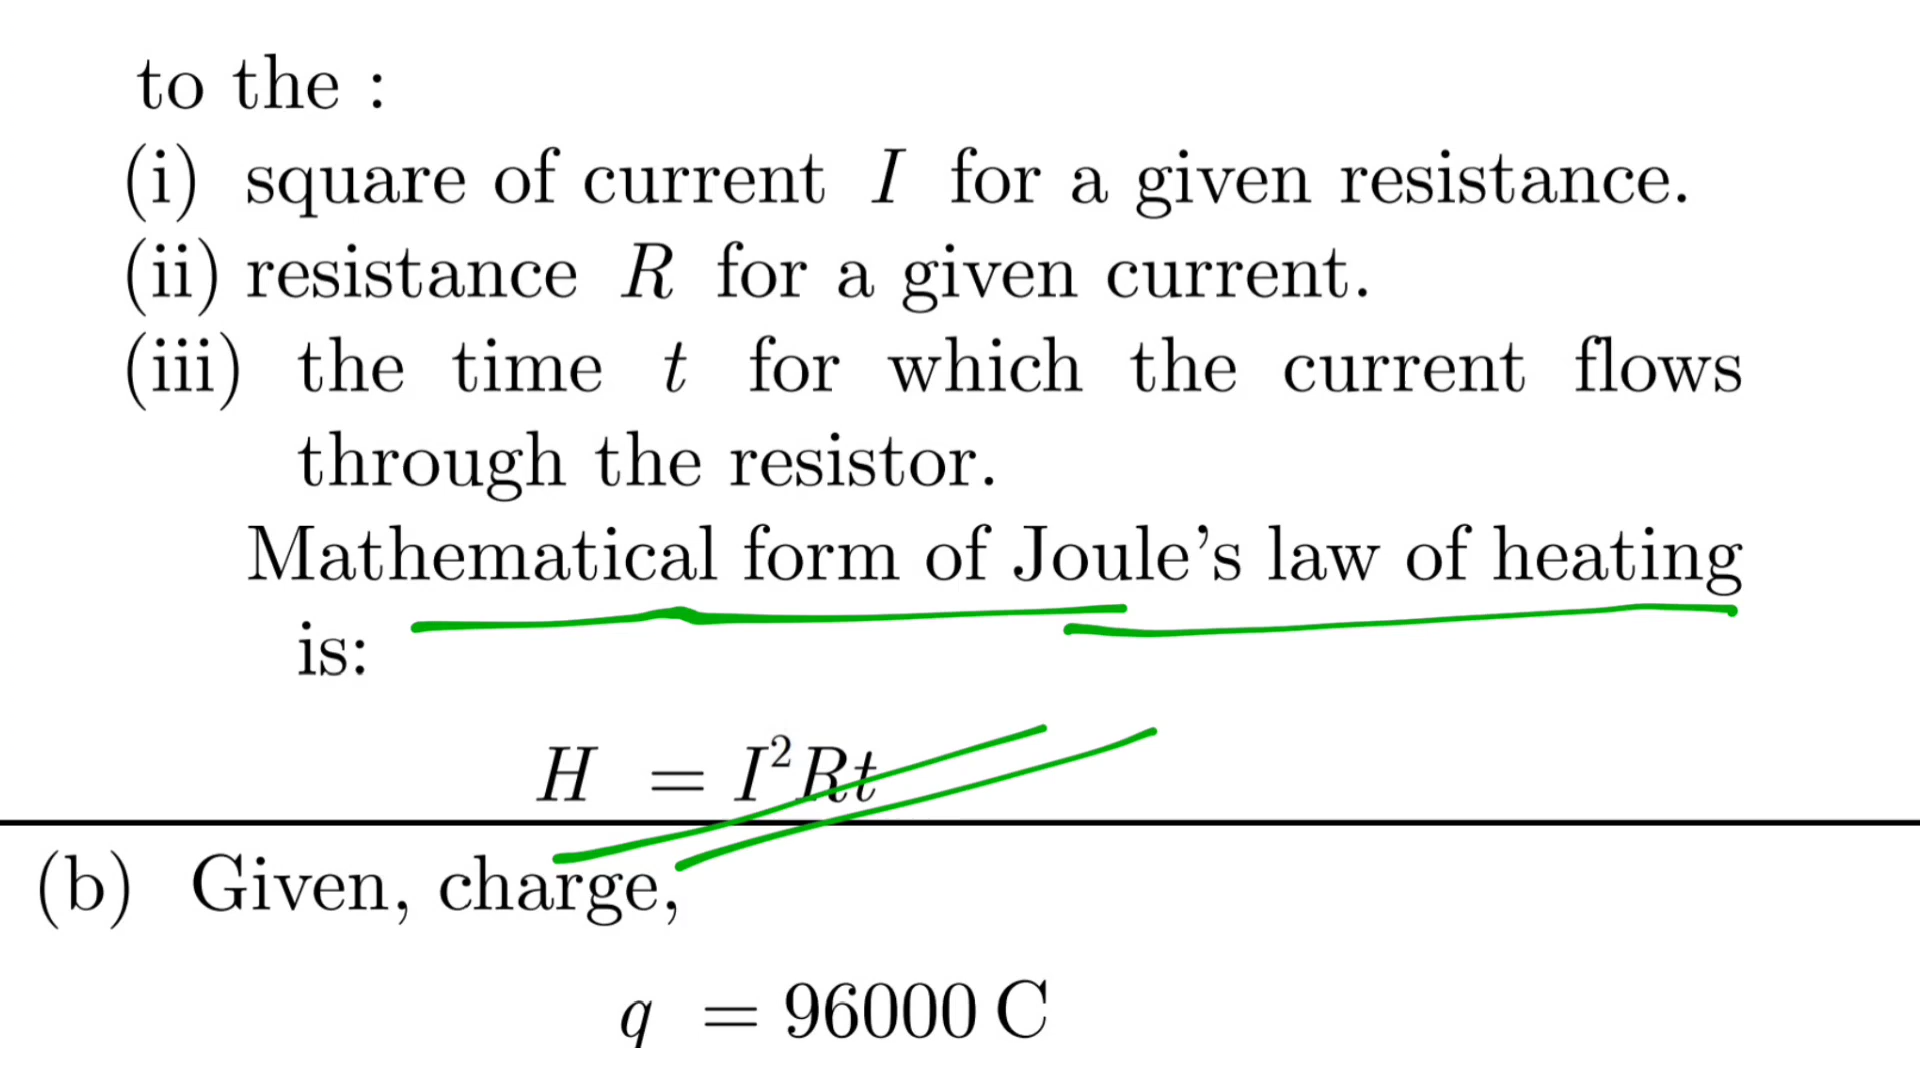 to the :
(i) square of current I for a given resistance.
(ii) resistance R for a given current.
(iii) the time t for which the current flows
through the resistor.
Mathematical form of Joule’s law of heating
is:
H = I²Rt
(b) Given, charge,
q = 96000 C